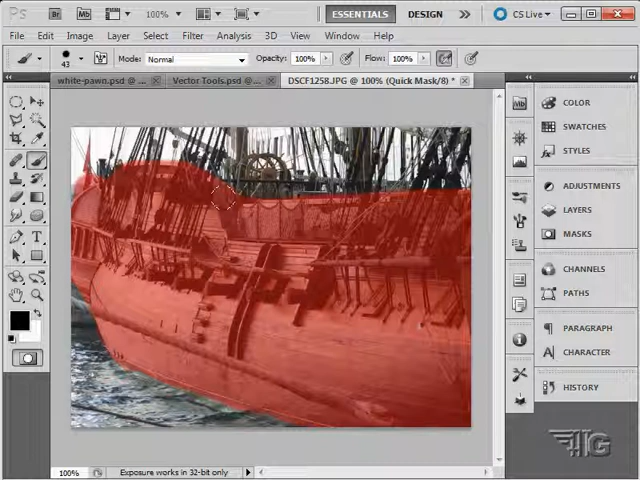 Ps Br Mb 100% ESSENTIALS DESIGN CS Live
File Edit Image Layer Select Filter Analysis 3D View Window Help
43 Mode: Normal Opacity: 100% Flow: 100%
white-pawn.psd @ ... Vector Tools.psd @ ... DSCF1258.JPG @ 100% (Quick Mask/8) *
Mb
COLOR
SWATCHES
STYLES
ADJUSTMENTS
LAYERS
MASKS
CHANNELS
PATHS
PARAGRAPH
CHARACTER
HISTORY
100% Exposure works in 32-bit only